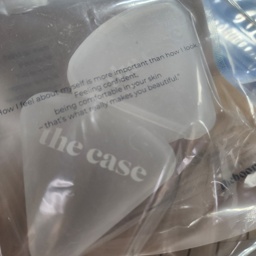 How I feel about myself is more important than how I look.
Feeling confident,
being comfortable in your skin
- that's what really makes you beautiful."
the case